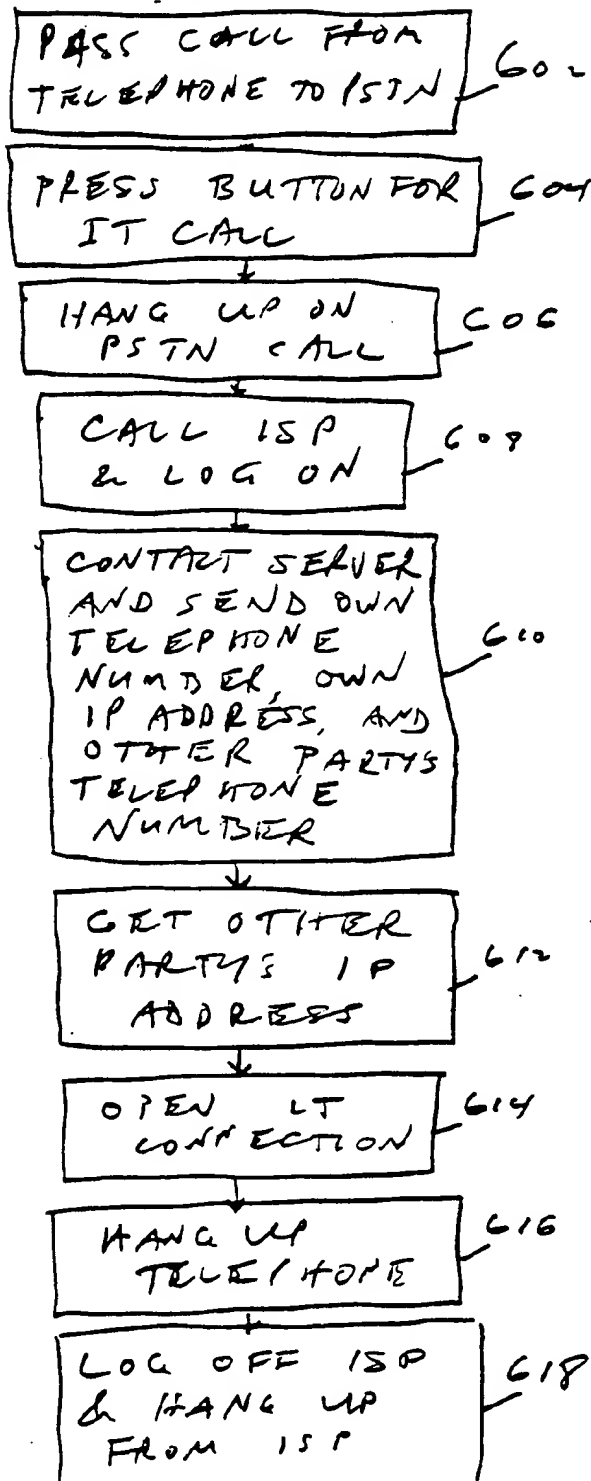 PASS CALL FROM
TELEPHONE TO PSTN
602
PRESS BUTTON FOR
IT CALL
604
HANG UP ON
PSTN CALL
606
CALL ISP
& LOG ON
608
CONTACT SERVER
AND SEND OWN
TELEPHONE
NUMBER, OWN
IP ADDRESS, AND
OTHER PARTY'S
TELEPHONE
NUMBER
610
GET OTHER
PARTY'S IP
ADDRESS
612
OPEN IT
CONNECTION
614
HANG UP
TELEPHONE
616
LOG OFF ISP
& HANG UP
FROM ISP
618